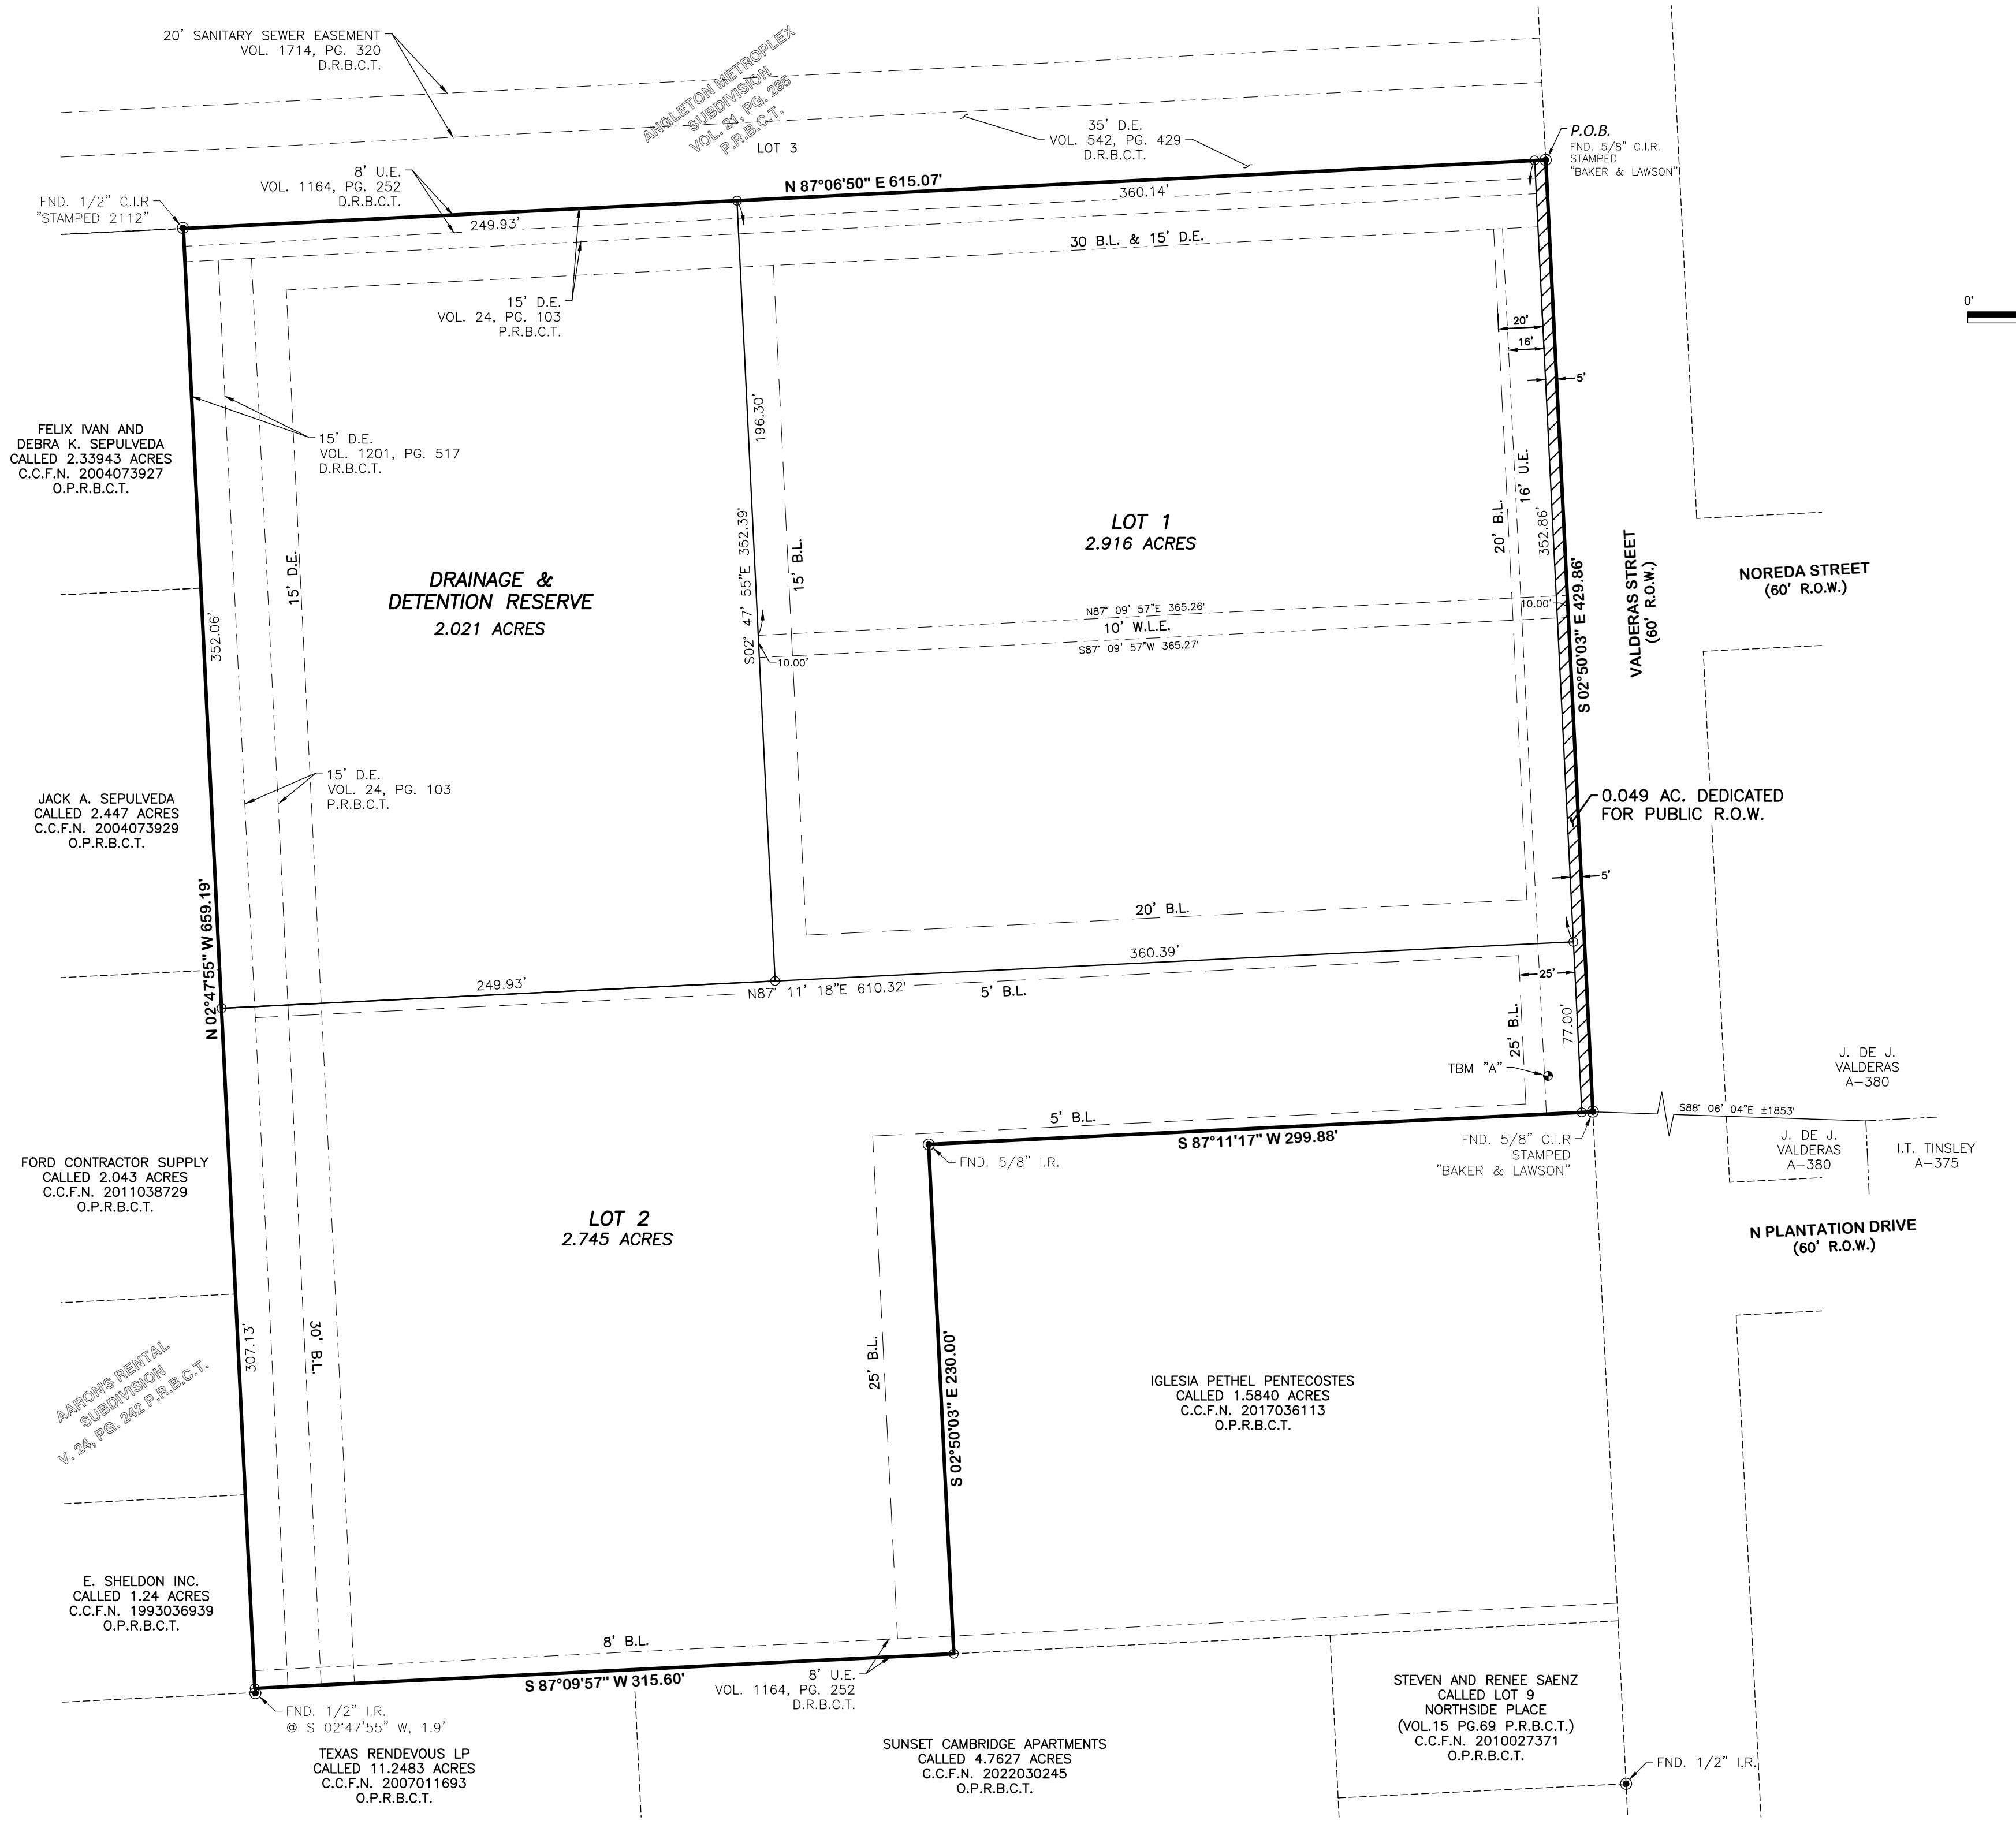 20' SANITARY SEWER EASEMENT
VOL. 1714, PG. 320
D.R.B.C.T.
ANGLETON METROPLEX
SUBDIVISION
VOL. 21, PG. 285
P.R.B.C.T.
LOT 3
35' D.E.
VOL. 542, PG. 429
D.R.B.C.T.
P.O.B.
FND. 5/8" C.I.R.
STAMPED
"BAKER & LAWSON"
8' U.E.
VOL. 1164, PG. 252
D.R.B.C.T.
FND. 1/2" C.I.R
"STAMPED 2112"
N 87°06'50" E 615.07'
249.93'
360.14'
30 B.L. & 15' D.E.
15' D.E.
VOL. 24, PG. 103
P.R.B.C.T.
0'
20'
16'
5'
FELIX IVAN AND
DEBRA K. SEPULVEDA
CALLED 2.33943 ACRES
C.C.F.N. 2004073927
O.P.R.B.C.T.
15' D.E.
VOL. 1201, PG. 517
D.R.B.C.T.
196.30'
S02° 47' 55"E 352.39'
15' B.L.
LOT 1
2.916 ACRES
20' B.L.
16' U.E.
352.86'
S 02°50'03" E 429.86'
VALDERAS STREET
(60' R.O.W.)
NOREDA STREET
(60' R.O.W.)
15' D.E.
DRAINAGE &
DETENTION RESERVE
2.021 ACRES
352.06'
N87° 09' 57"E 365.26'
10' W.L.E.
S87° 09' 57"W 365.27'
10.00'
10.00'
15' D.E.
VOL. 24, PG. 103
P.R.B.C.T.
JACK A. SEPULVEDA
CALLED 2.447 ACRES
C.C.F.N. 2004073929
O.P.R.B.C.T.
0.049 AC. DEDICATED
FOR PUBLIC R.O.W.
5'
N 02°47'55" W 659.19'
20' B.L.
360.39'
249.93'
N87° 11' 18"E 610.32'
5' B.L.
25'
25' B.L.
77.00'
TBM "A"
J. DE J.
VALDERAS
A-380
S88° 06' 04"E ±1853'
J. DE J.
VALDERAS
A-380
I.T. TINSLEY
A-375
5' B.L.
S 87°11'17" W 299.88'
FND. 5/8" I.R.
FND. 5/8" C.I.R
STAMPED
"BAKER & LAWSON"
FORD CONTRACTOR SUPPLY
CALLED 2.043 ACRES
C.C.F.N. 2011038729
O.P.R.B.C.T.
LOT 2
2.745 ACRES
N PLANTATION DRIVE
(60' R.O.W.)
307.13'
30' B.L.
25' B.L.
S 02°50'03" E 230.00'
AARON'S RENTAL
SUBDIVISION
V. 24, PG. 242 P.R.B.C.T.
IGLESIA PETHEL PENTECOSTES
CALLED 1.5840 ACRES
C.C.F.N. 2017036113
O.P.R.B.C.T.
E. SHELDON INC.
CALLED 1.24 ACRES
C.C.F.N. 1993036939
O.P.R.B.C.T.
8' B.L.
S 87°09'57" W 315.60'
8' U.E.
VOL. 1164, PG. 252
D.R.B.C.T.
FND. 1/2" I.R.
@ S 02°47'55" W, 1.9'
TEXAS RENDEVOUS LP
CALLED 11.2483 ACRES
C.C.F.N. 2007011693
O.P.R.B.C.T.
SUNSET CAMBRIDGE APARTMENTS
CALLED 4.7627 ACRES
C.C.F.N. 2022030245
O.P.R.B.C.T.
STEVEN AND RENEE SAENZ
CALLED LOT 9
NORTHSIDE PLACE
(VOL.15 PG.69 P.R.B.C.T.)
C.C.F.N. 2010027371
O.P.R.B.C.T.
FND. 1/2" I.R.